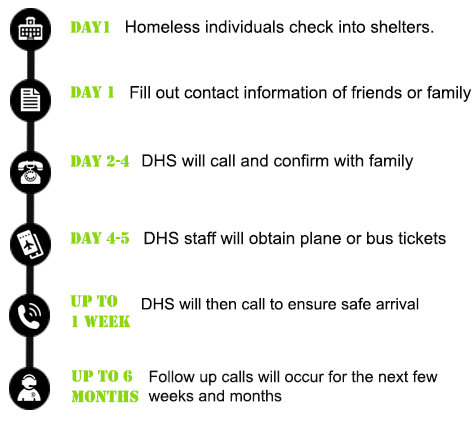 DAY1 Homeless individuals check into shelters.
DAY 1 Fill out contact information of friends or family
DAY 2-4 DHS will call and confirm with family
DAY 4-5 DHS staff will obtain plane or bus tickets
UP TO
1 WEEK
DHS will then call to ensure safe arrival
UP TO 6
MONTHS
Follow up calls will occur for the next few
weeks and months